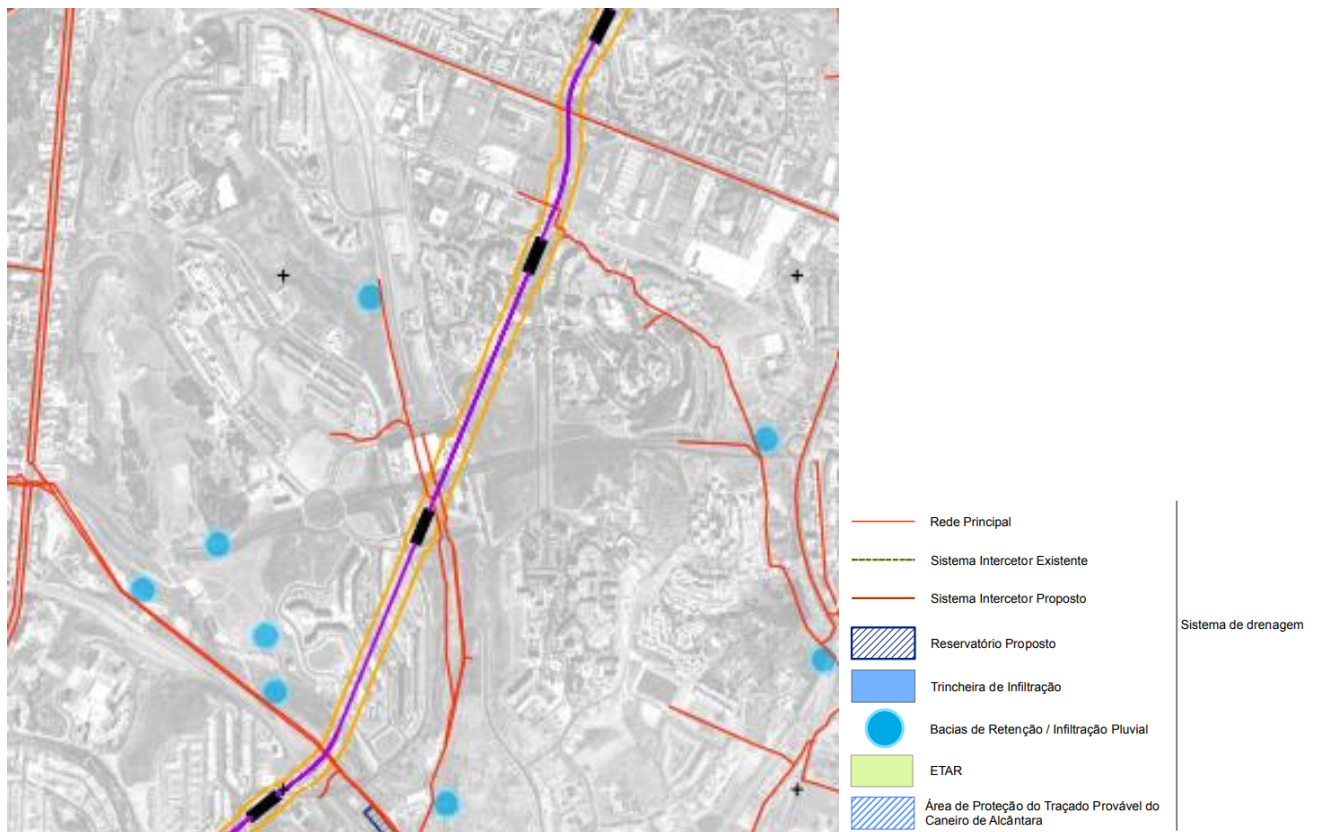 Rede Principal
Sistema Intercetor Existente
Sistema Intercetor Proposto
Reservatório Proposto
Trincheira de Infiltração
Bacias de Retenção / Infiltração Pluvial
ETAR
Área de Proteção do Traçado Provável do
Caneiro de Alcântara
Sistema de drenagem